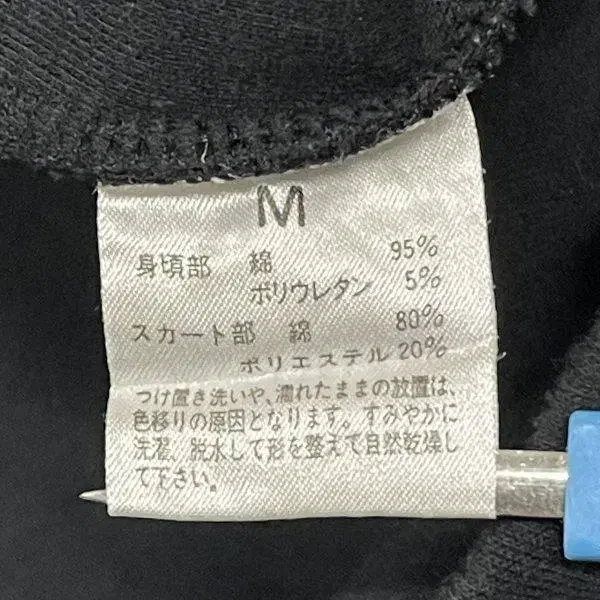 M
身頃部 綿 95%
ポリウレタン 5%
スカート部 綿 80%
ポリエステル 20%
つけ置き洗いや、濡れたままの放置は、
色移りの原因となります。すみやかに
洗濯、脱水して形を整えて自然乾燥し
て下さい。